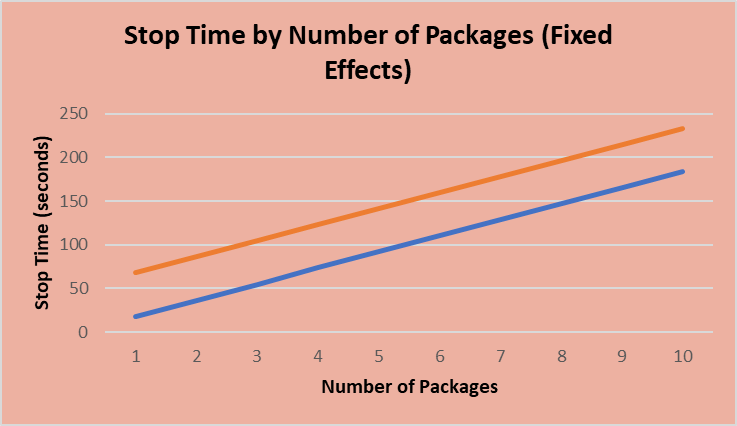 Stop Time by Number of Packages (Fixed
Effects)
Stop Time (seconds)
250
200
150
100
50
0
1 2 3 4 5 6 7 8 9 10
Number of Packages